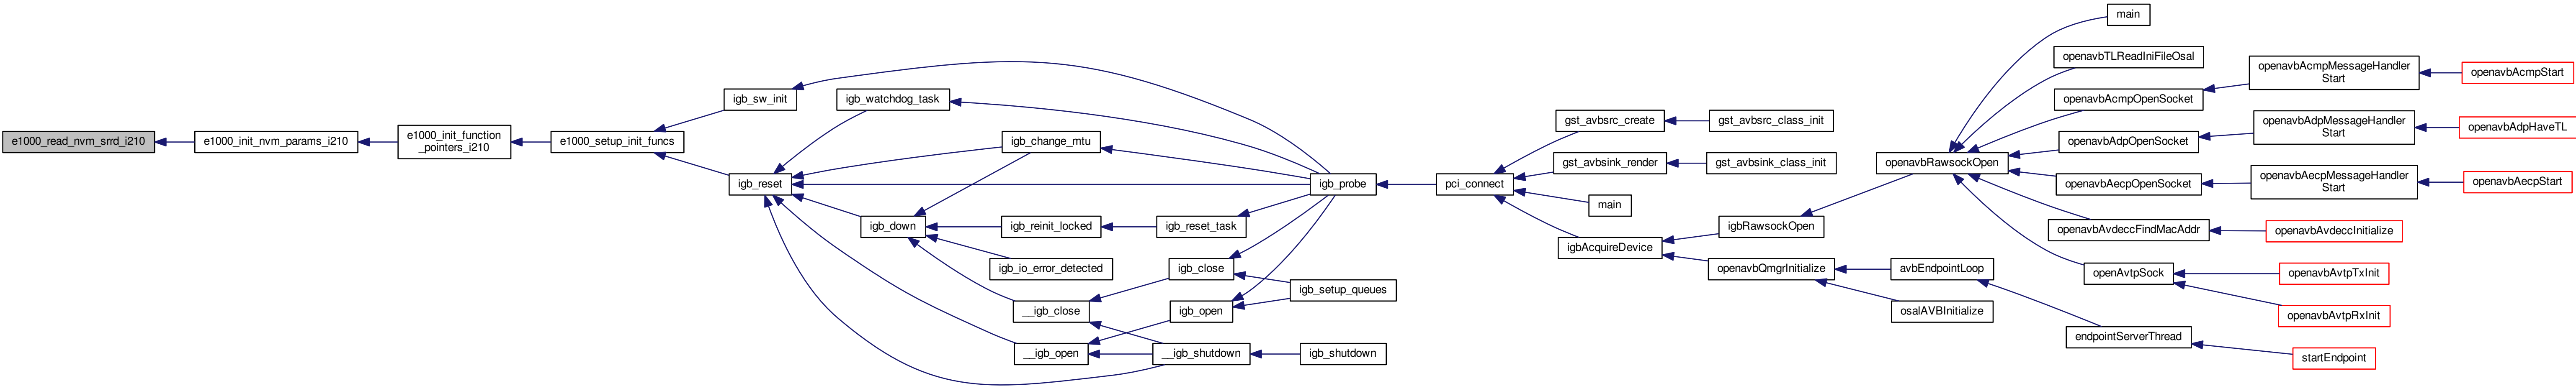 e1000_read_nvm_srrd_i210
e1000_init_nvm_params_i210
e1000_init_function
_pointers_i210
e1000_setup_init_funcs
igb_sw_init
igb_reset
igb_watchdog_task
igb_change_mtu
igb_down
igb_reinit_locked
igb_reset_task
igb_io_error_detected
__igb_close
__igb_open
igb_close
igb_open
__igb_shutdown
igb_setup_queues
igb_shutdown
igb_probe
pci_connect
gst_avbsrc_create
gst_avbsrc_class_init
gst_avbsink_render
gst_avbsink_class_init
main
igbAcquireDevice
igbRawsockOpen
openavbQmgrInitialize
avbEndpointLoop
osalAVBInitialize
openavbRawsockOpen
main
openavbTLReadIniFileOsal
openavbAcmpOpenSocket
openavbAcmpMessageHandler
Start
openavbAcmpStart
openavbAdpOpenSocket
openavbAdpMessageHandler
Start
openavbAdpHaveTL
openavbAecpOpenSocket
openavbAecpMessageHandler
Start
openavbAecpStart
openavbAvdeccFindMacAddr
openavbAvdeccInitialize
openAvtpSock
openavbAvtpTxInit
openavbAvtpRxInit
endpointServerThread
startEndpoint